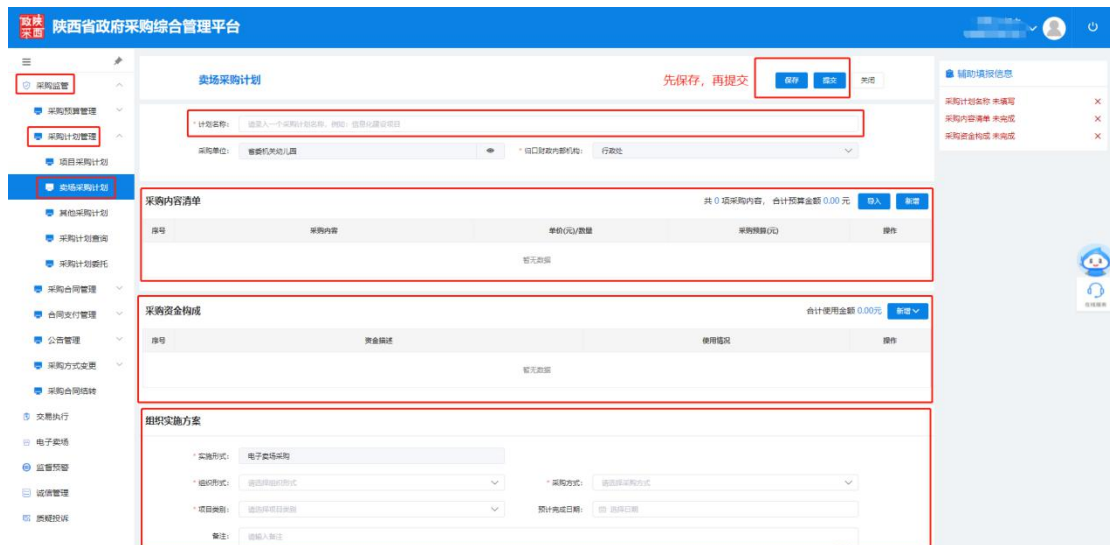 政陕采西 陕西省政府采购综合管理平台
采购监管
采购预算管理
采购计划管理
项目采购计划
卖场采购计划
其他采购计划
采购计划查询
采购计划委托
采购合同管理
合同支付管理
公告管理
采购方式变更
采购合同结转
交易执行
电子卖场
监督预警
诚信管理
质疑投诉
卖场采购计划 先保存，再提交 保存 提交 关闭
* 计划名称： 请录入一个采购计划名称，例如：信息化建设项目
采购单位： 省委机关幼儿园 * 归口财政内部机构： 行政处
采购内容清单 共 0 项采购内容，合计预算金额 0.00 元 导入 新增
序号 采购内容 单价(元)/数量 采购预算(元) 操作
暂无数据
采购资金构成 合计使用金额 0.00元 新增
序号 资金描述 使用情况 操作
暂无数据
组织实施方案
* 实施形式： 电子卖场采购
* 组织形式： 请选择组织形式 * 采购方式： 请选择采购方式
* 项目类别： 请选择项目类别 预计完成日期： 选择日期
备注： 请输入备注
辅助填报信息
采购计划名称 未填写 ×
采购内容清单 未完成 ×
采购资金构成 未完成 ×